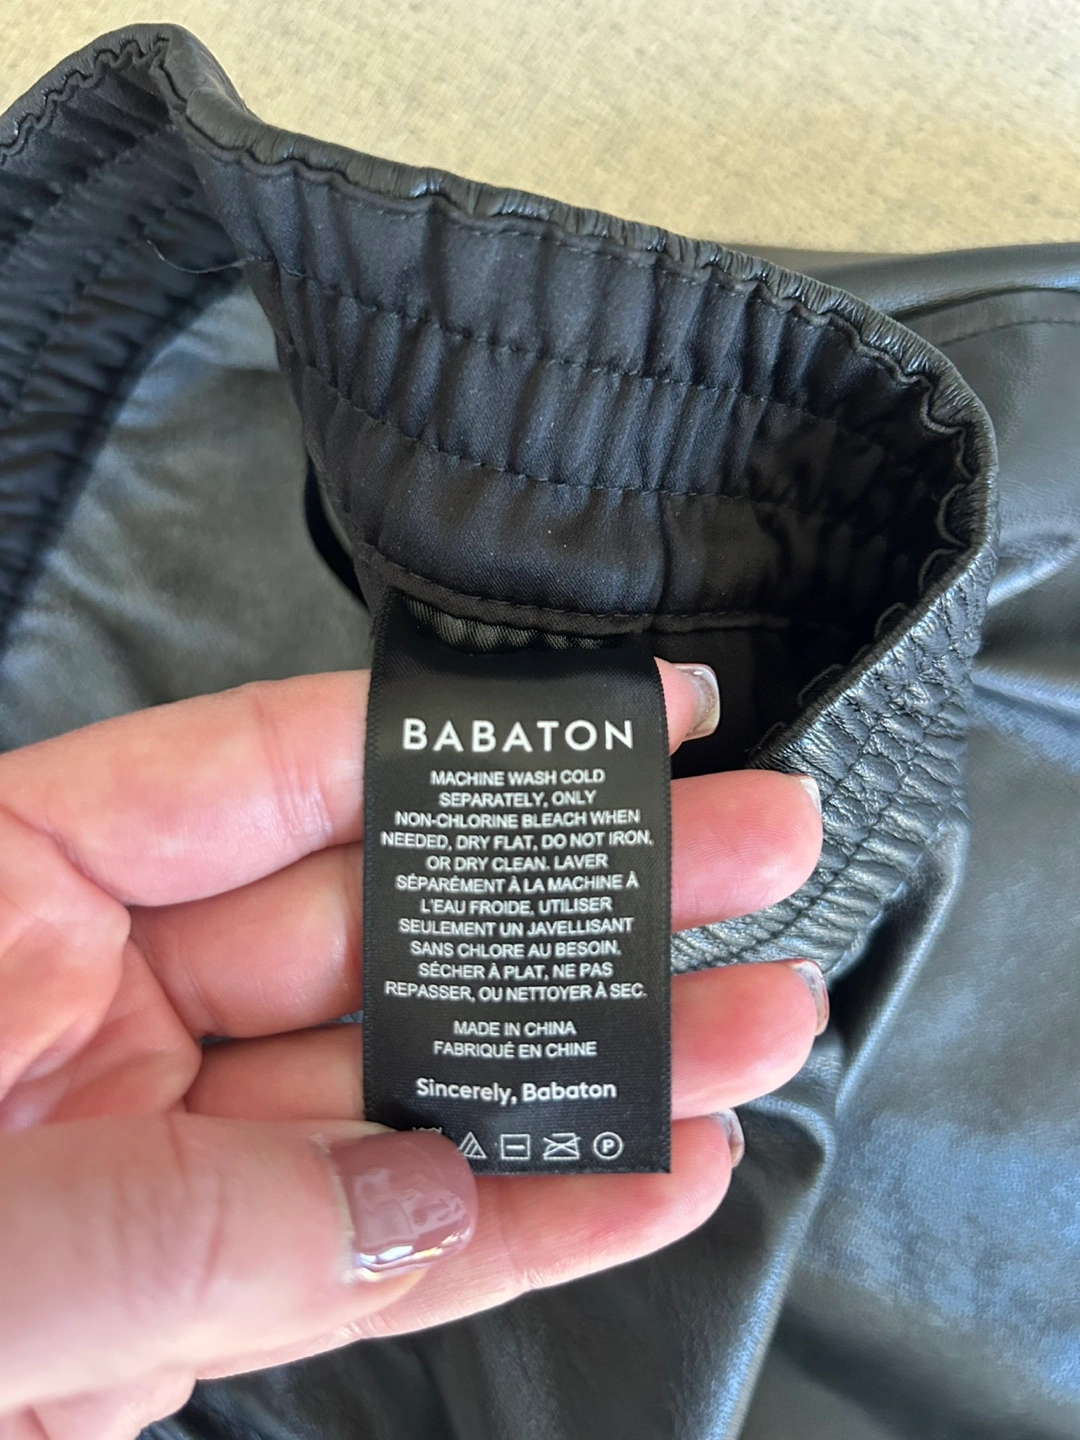 BABATON
MACHINE WASH COLD
SEPARATELY, ONLY
NON-CHLORINE BLEACH WHEN
NEEDED, DRY FLAT, DO NOT IRON,
OR DRY CLEAN. LAVER
SÉPARÉMENT À LA MACHINE À
L'EAU FROIDE, UTILISER
SEULEMENT UN JAVELLISANT
SANS CHLORE AU BESOIN,
SÉCHER À PLAT, NE PAS
REPASSER, OU NETTOYER À SEC.
MADE IN CHINA
FABRIQUÉ EN CHINE
Sincerely, Babaton
P